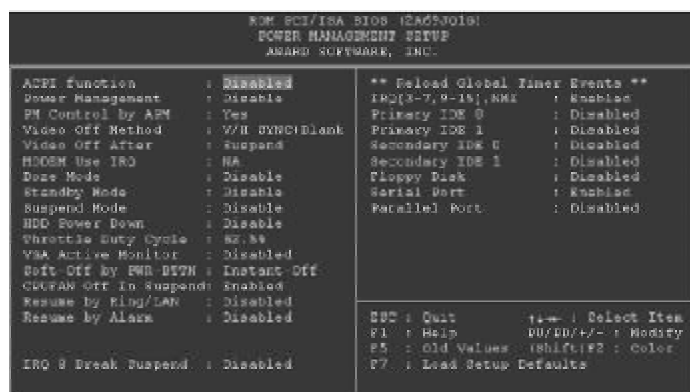 ROM PCI/ISA BIOS (2A69JQ1G)
POWER MANAGEMENT SETUP
AWARD SOFTWARE, INC.
ACPI function : Disabled
Power Management : Disable
PM Control by APM : Yes
Video Off Method : V/H SYNC+Blank
Video Off After : Suspend
MODEM Use IRQ : NA
Doze Mode : Disable
Standby Mode : Disable
Suspend Mode : Disable
HDD Power Down : Disable
Throttle Duty Cycle : 62.5%
VGA Active Monitor : Disabled
Soft-Off by PWR-BTTN : Instant-Off
CPUFAN Off In Suspend: Enabled
Resume by Ring/LAN : Disabled
Resume by Alarm : Disabled
IRQ 8 Break Suspend : Disabled
** Reload Global Timer Events **
IRQ[3-7,9-15],NMI : Enabled
Primary IDE 0 : Disabled
Primary IDE 1 : Disabled
Secondary IDE 0 : Disabled
Secondary IDE 1 : Disabled
Floppy Disk : Disabled
Serial Port : Enabled
Parallel Port : Disabled
ESC : Quit ↑↓→← : Select Item
F1 : Help PU/PD/+/- : Modify
F5 : Old Values (Shift)F2 : Color
F7 : Load Setup Defaults